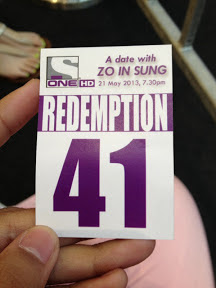 A date with
ZO IN SUNG
21 May 2013, 7.30pm
S
ONE HD
REDEMPTION
41